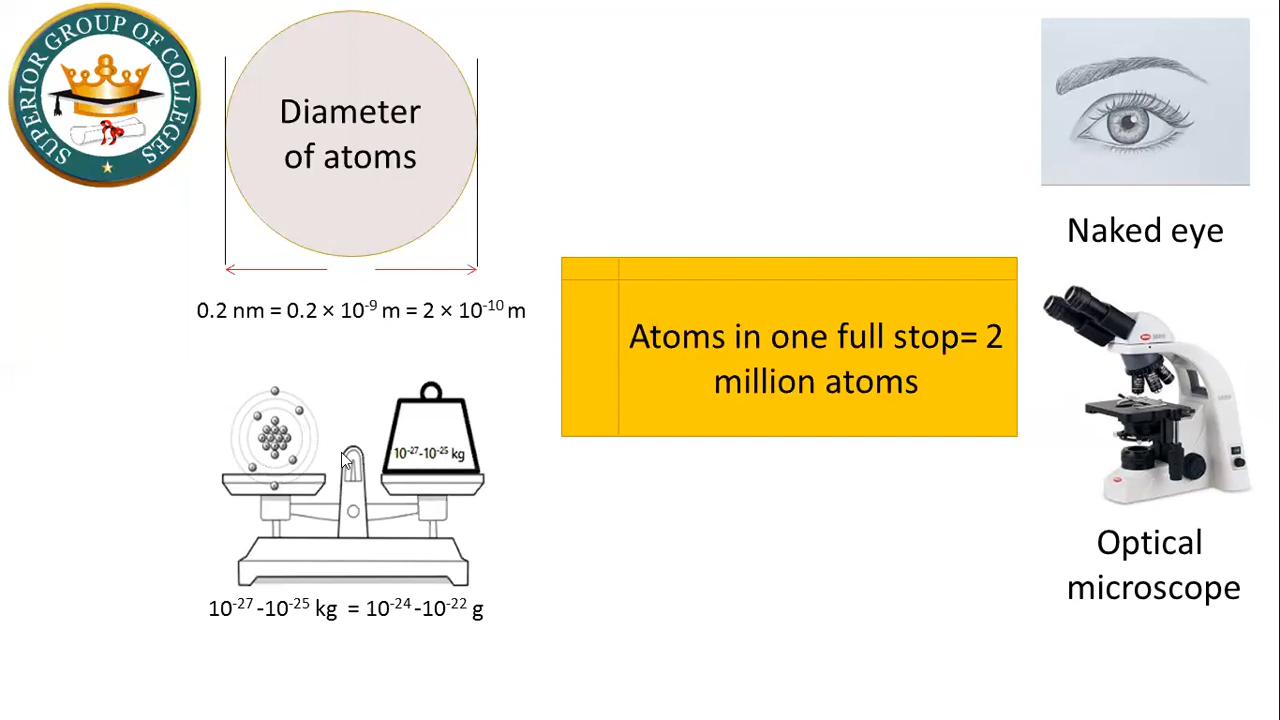 SUPERIOR GROUP OF COLLEGES
Diameter
of atoms
0.2 nm = 0.2 × 10⁻⁹ m = 2 × 10⁻¹⁰ m
Naked eye
Atoms in one full stop= 2
million atoms
10⁻²⁷-10⁻²⁵ kg
10⁻²⁷ -10⁻²⁵ kg = 10⁻²⁴ -10⁻²² g
Optical
microscope